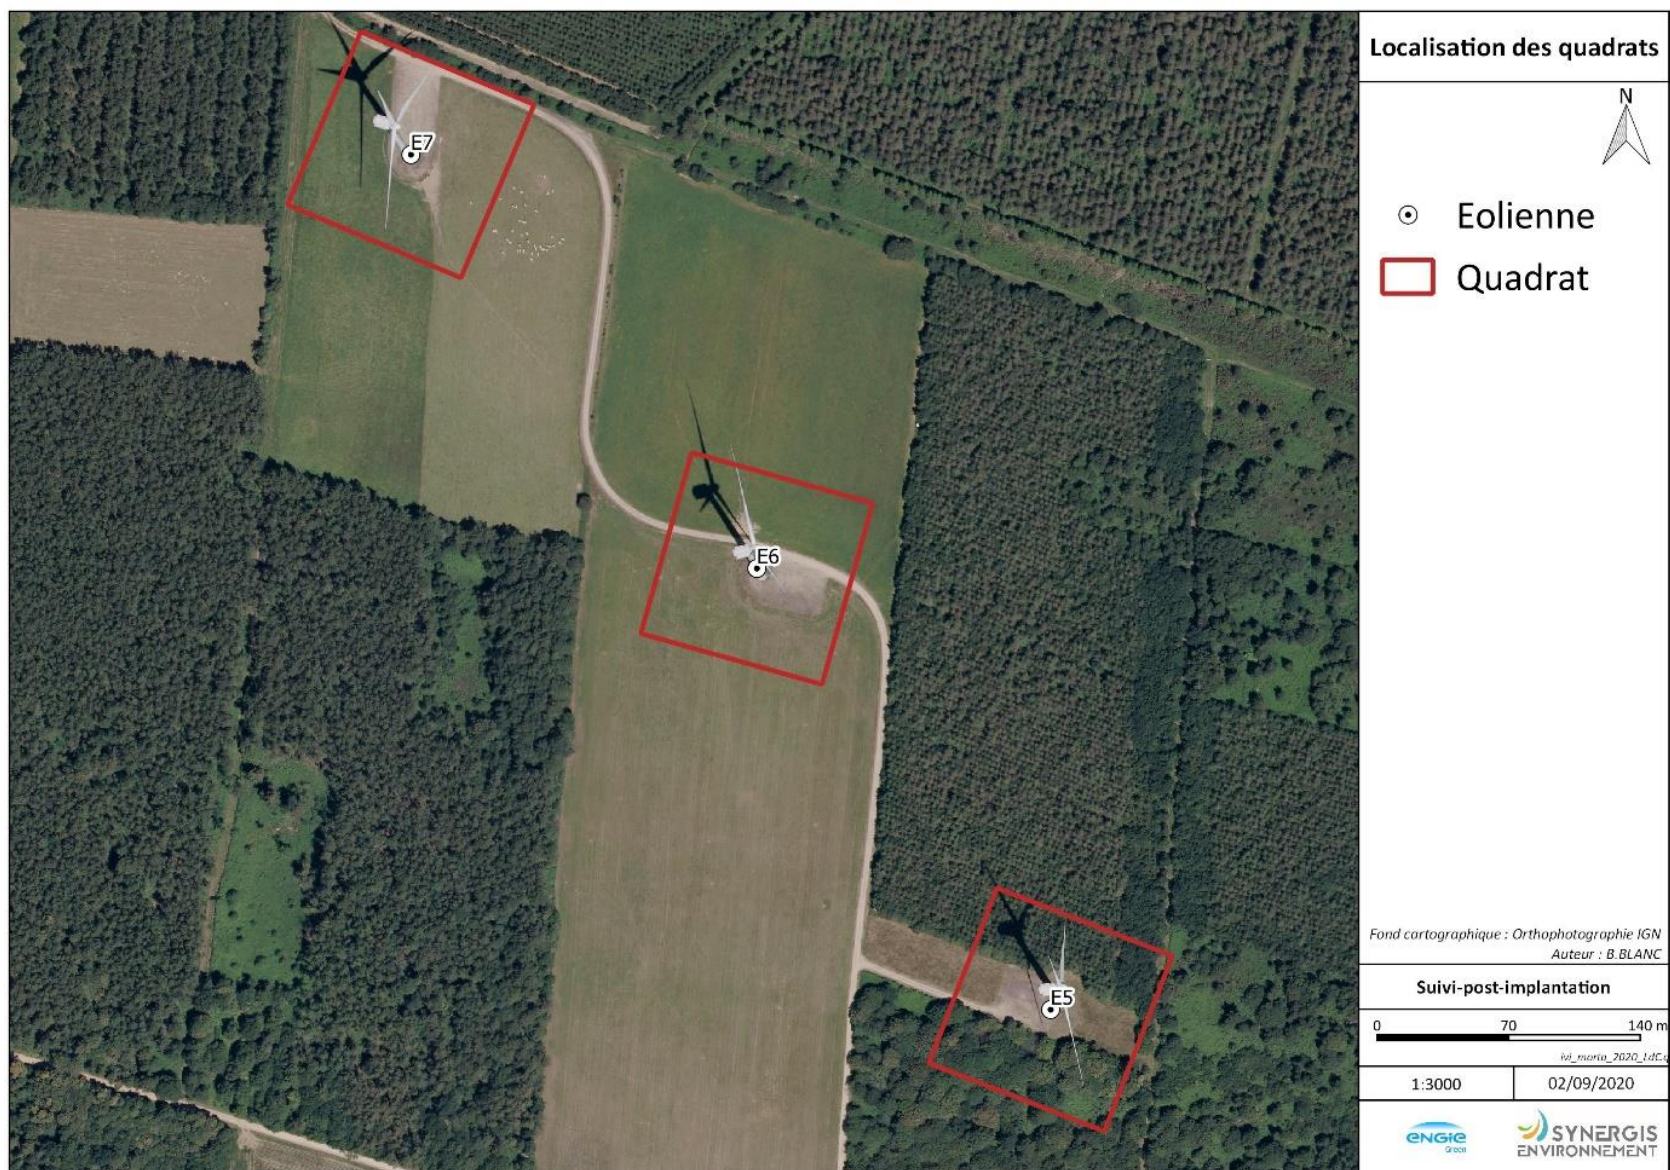 Localisation des quadrats
N
Eolienne
Quadrat
E7
E6
E5
Fond cartographique : Orthophotographie IGN
Auteur : B.BLANC
Suivi-post-implantation
0 70 140 m
1:3000 02/09/2020
ENGIE
Green
SYNERGIS
ENVIRONNEMENT